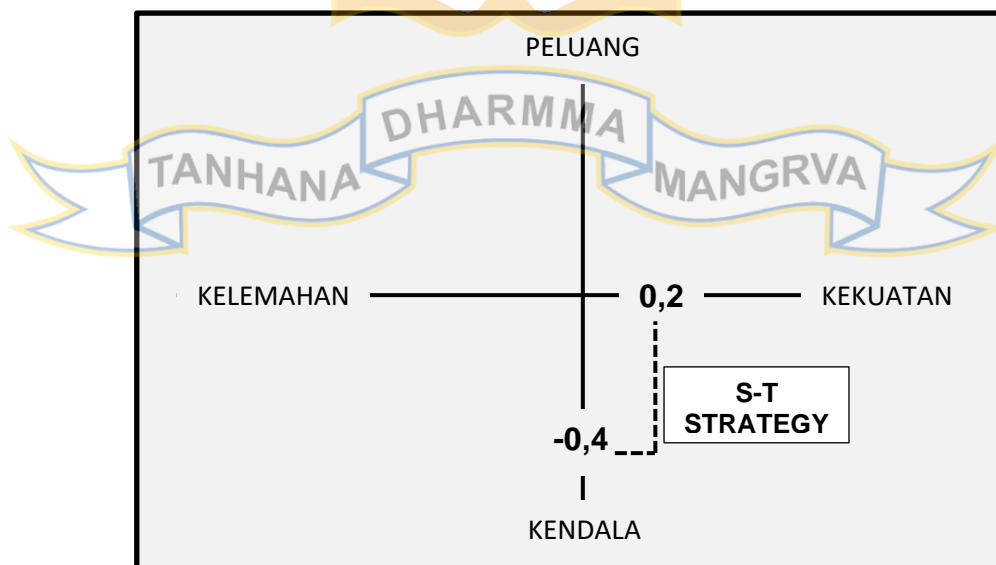 PELUANG
TANHANA DHARMMA MANGRVA
KELEMAHAN 0,2 KEKUATAN
S-T
STRATEGY
-0,4
KENDALA